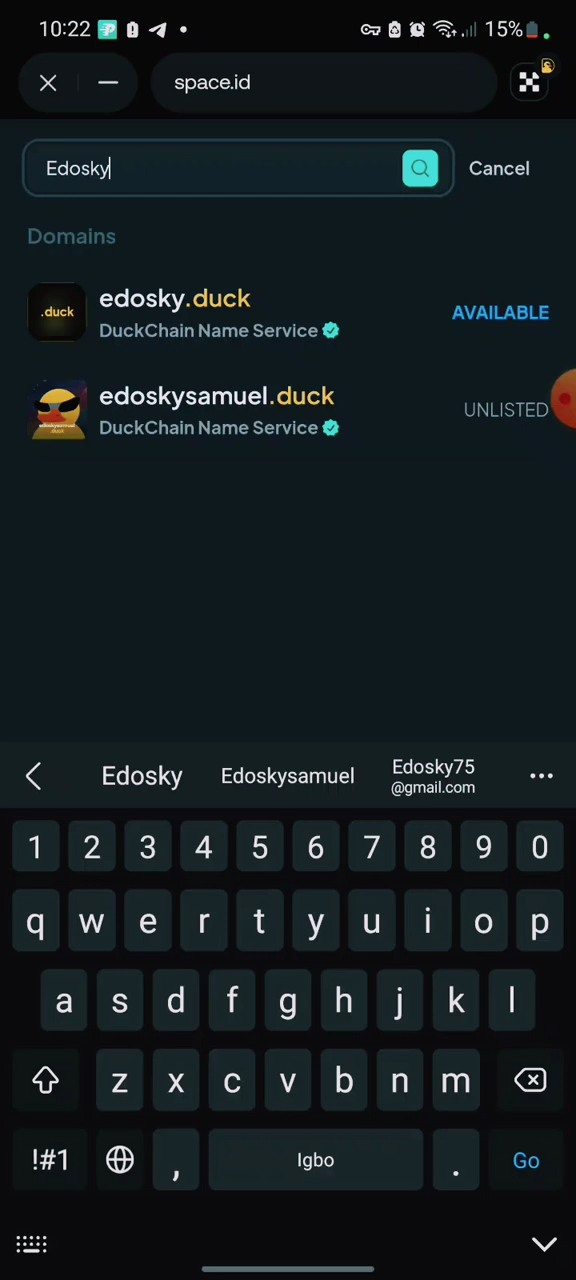 10:22 15%
space.id
Edosky Cancel
Domains
.duck
edosky.duck
DuckChain Name Service
AVAILABLE
edoskysamuel.duck
DuckChain Name Service
UNLISTED
Edosky Edoskysamuel Edosky75
@gmail.com
1 2 3 4 5 6 7 8 9 0
q w e r t y u i o p
a s d f g h j k l
z x c v b n m
!#1 , Igbo . Go